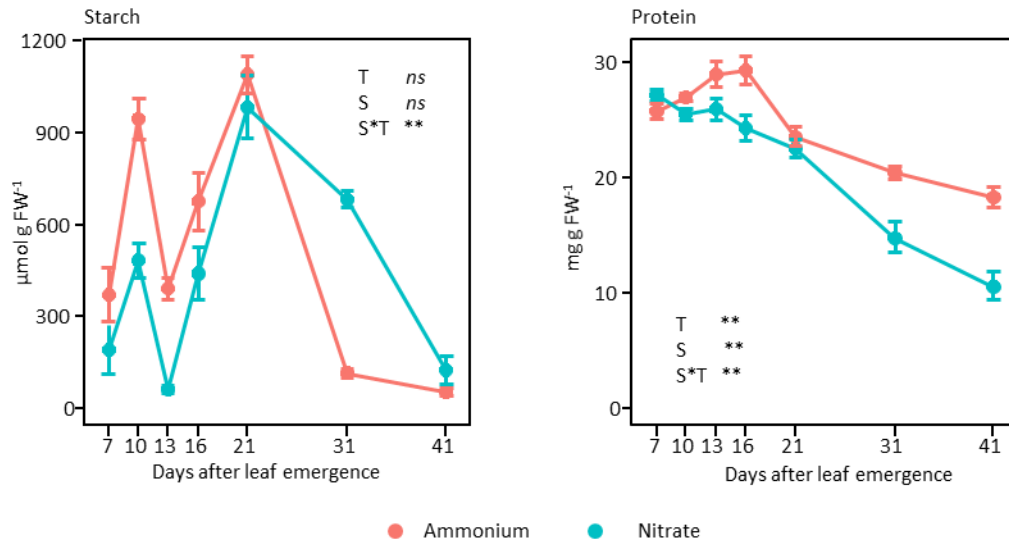 Starch
1200
900
600
300
0
µmol g FW⁻¹
T ns
S ns
S*T **
7 10 13 16 21 31 41
Days after leaf emergence
Protein
30
20
10
0
mg g FW⁻¹
T **
S **
S*T **
7 10 13 16 21 31 41
Days after leaf emergence
Ammonium Nitrate